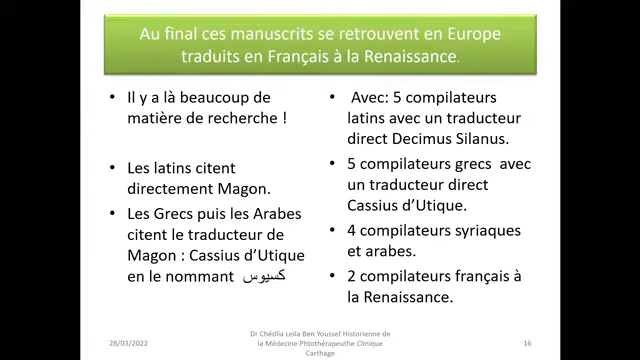 Au final ces manuscrits se retrouvent en Europe
traduits en Français à la Renaissance.
• Il y a là beaucoup de
matière de recherche !
• Les latins citent
directement Magon.
• Les Grecs puis les Arabes
citent le traducteur de
Magon : Cassius d’Utique
en le nommant كسيوس
• Avec: 5 compilateurs
latins avec un traducteur
direct Decimus Silanus.
• 5 compilateurs grecs avec
un traducteur direct
Cassius d’Utique.
• 4 compilateurs syriaques
et arabes.
• 2 compilateurs français à
la Renaissance.
28/03/2022
Dr Chédlia Leila Ben Youssef Historienne de
la Médecine Phtothérapeuthe Clinique
Carthage
16